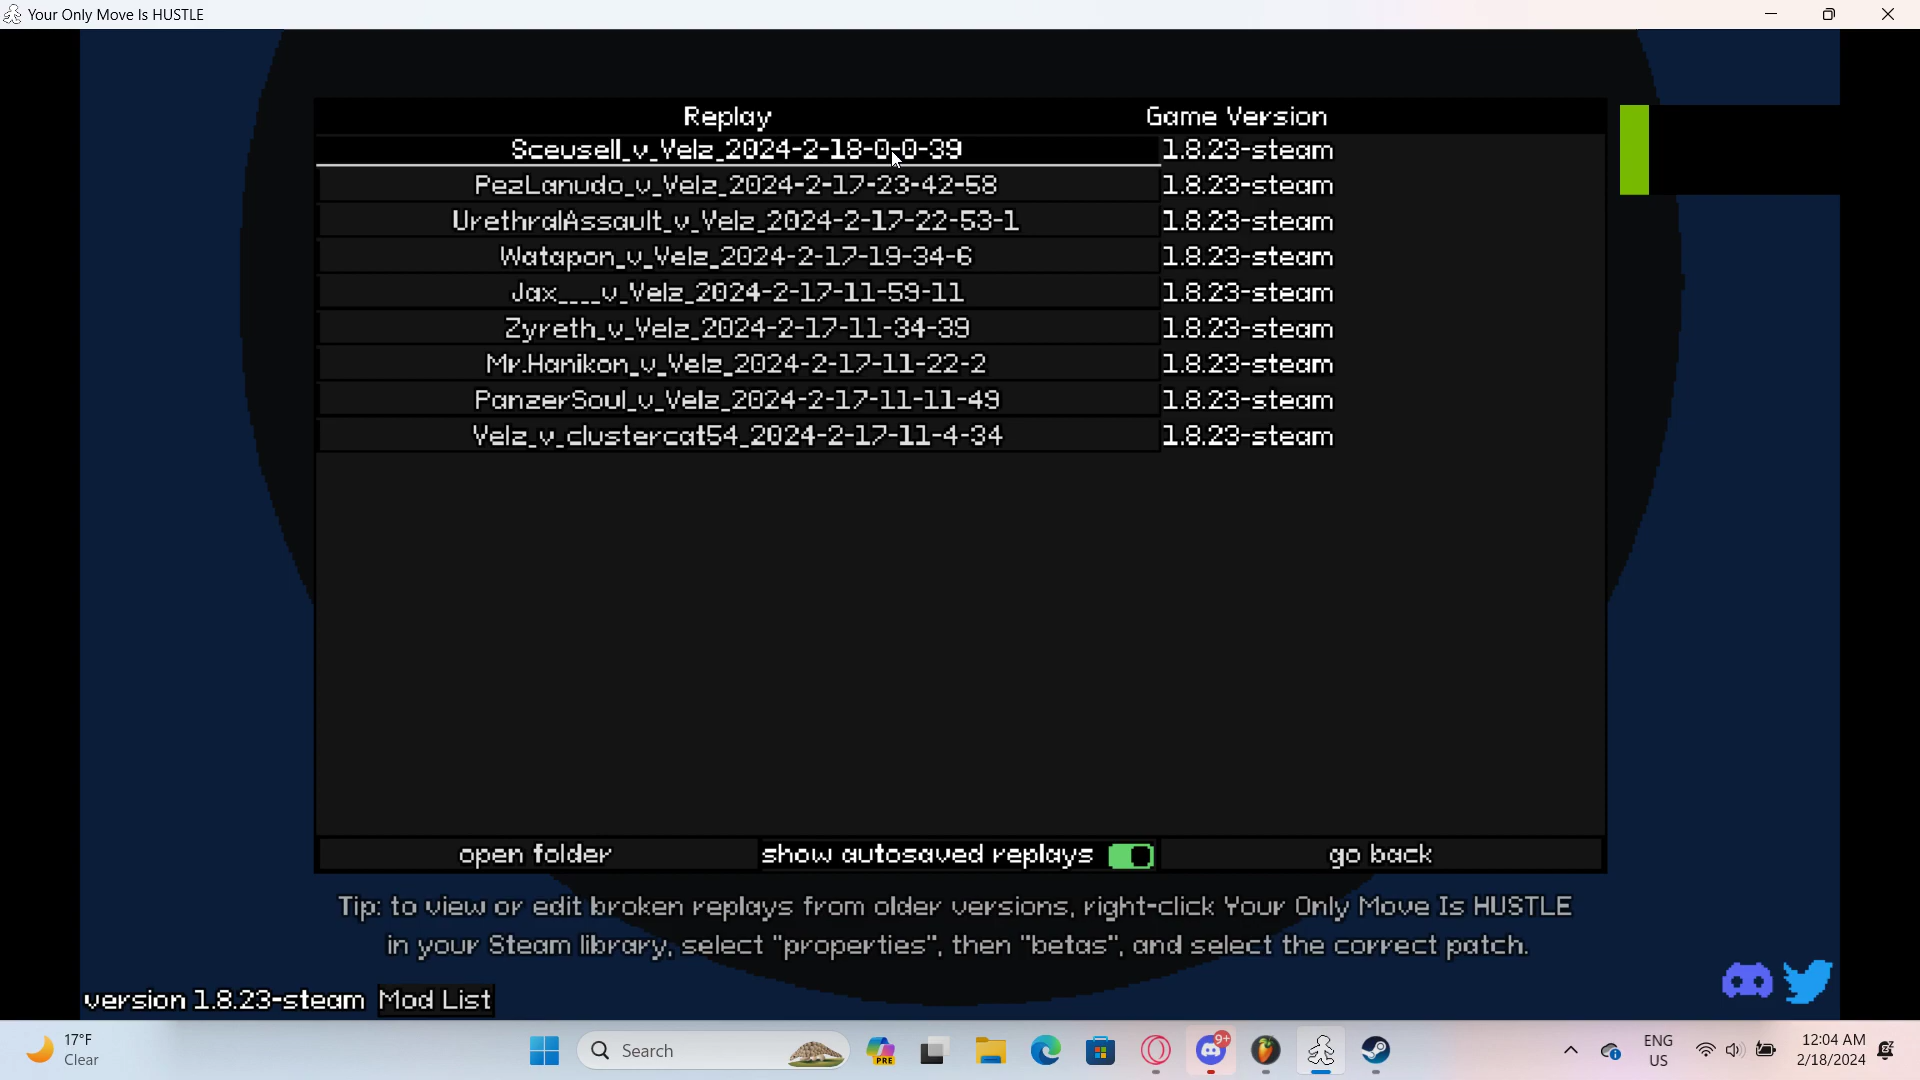 Your Only Move Is HUSTLE
Replay Game Version
Sceusell_v_Velz_2024-2-18-0-0-39 1.8.23-steam
PezLanudo_v_Velz_2024-2-17-23-42-58 1.8.23-steam
UrethralAssault_v_Velz_2024-2-17-22-53-1 1.8.23-steam
Watapon_v_Velz_2024-2-17-19-34-6 1.8.23-steam
Jax____v_Velz_2024-2-17-11-59-11 1.8.23-steam
Zyreth_v_Velz_2024-2-17-11-34-39 1.8.23-steam
Mr.Hanikon_v_Velz_2024-2-17-11-22-2 1.8.23-steam
PanzerSoul_v_Velz_2024-2-17-11-11-49 1.8.23-steam
Velz_v_clustercat54_2024-2-17-11-4-34 1.8.23-steam
open folder show autosaved replays go back
Tip: to view or edit broken replays from older versions, right-click Your Only Move Is HUSTLE
in your Steam library, select "properties", then "betas", and select the correct patch.
version 1.8.23-steam Mod List
17°F
Clear
Search
PRE
9+
ENG
US
12:04 AM
2/18/2024